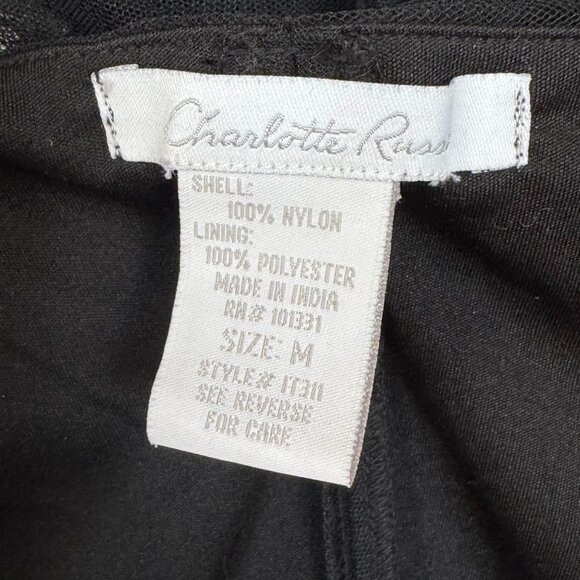 Charlotte Russ
SHELL:
100% NYLON
LINING:
100% POLYESTER
MADE IN INDIA
RN# 101331
SIZE: M
STYLE# IT311
SEE REVERSE
FOR CARE